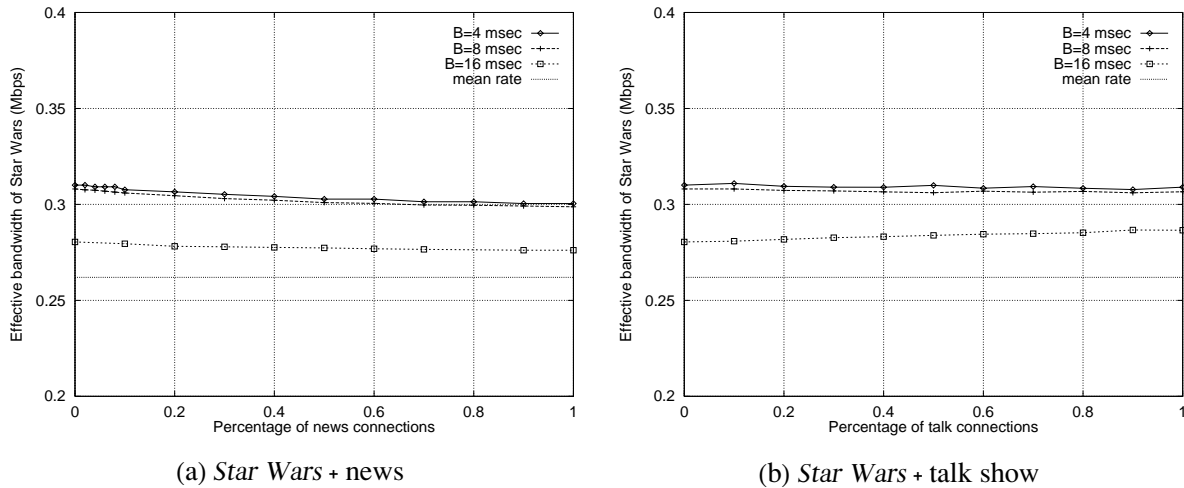 0.4
0.35
0.3
0.25
0.2
Effective bandwidth of Star Wars (Mbps)
B=4 msec
B=8 msec
B=16 msec
mean rate
0 0.2 0.4 0.6 0.8 1
Percentage of news connections
(a) Star Wars + news
0.4
0.35
0.3
0.25
0.2
Effective bandwidth of Star Wars (Mbps)
B=4 msec
B=8 msec
B=16 msec
mean rate
0 0.2 0.4 0.6 0.8 1
Percentage of talk connections
(b) Star Wars + talk show